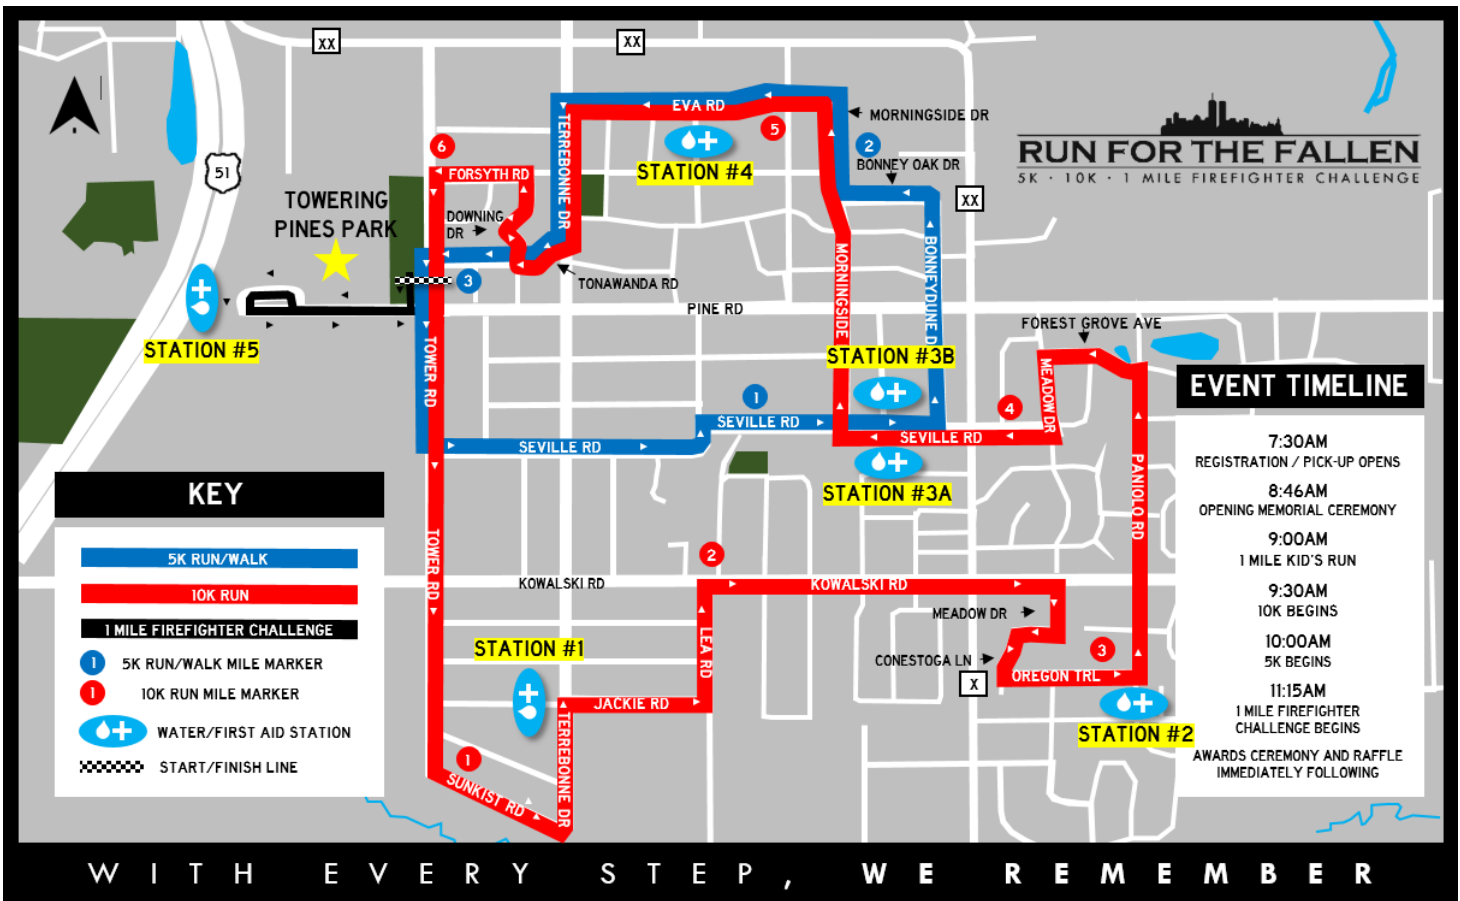 XX
XX
51
TOWERING
PINES PARK
STATION #5
6
FORSYTH RD
DOWNING
DR
TONAWANDA RD
TERREBONNE DR
EVA RD
5
STATION #4
MORNINGSIDE DR
2
BONNEY OAK DR
XX
RUN FOR THE FALLEN
5K · 10K · 1 MILE FIREFIGHTER CHALLENGE
3
PINE RD
MORNINGSIDE
BONNEYDUNE D
FOREST GROVE AVE
STATION #3B
TOWER RD
1
SEVILLE RD
SEVILLE RD
SEVILLE RD
4
MEADOW DR
STATION #3A
PANIOLO RD
TOWER RD
2
KOWALSKI RD
KOWALSKI RD
MEADOW DR
CONESTOGA LN
X
3
OREGON TRL
STATION #2
STATION #1
LEA RD
JACKIE RD
TERREBONNE DR
1
SUNKIST RD
KEY
5K RUN/WALK
10K RUN
1 MILE FIREFIGHTER CHALLENGE
1 5K RUN/WALK MILE MARKER
1 10K RUN MILE MARKER
WATER/FIRST AID STATION
START/FINISH LINE
EVENT TIMELINE
7:30AM
REGISTRATION / PICK-UP OPENS
8:46AM
OPENING MEMORIAL CEREMONY
9:00AM
1 MILE KID'S RUN
9:30AM
10K BEGINS
10:00AM
5K BEGINS
11:15AM
1 MILE FIREFIGHTER
CHALLENGE BEGINS
AWARDS CEREMONY AND RAFFLE
IMMEDIATELY FOLLOWING
WITH EVERY STEP, WE REMEMBER